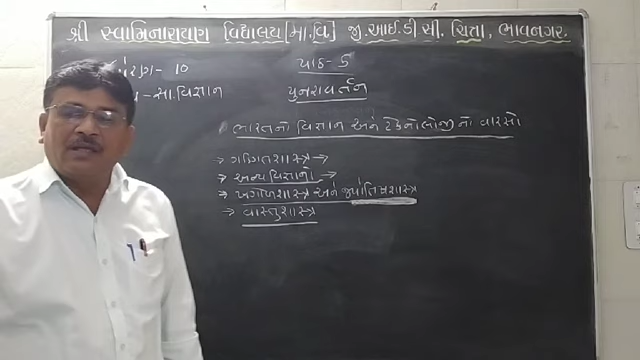 શ્રી સ્વામિનારાયણ વિદ્યાલય [મા.વિ.] જી.આઈ.ડી સી. ચિત્રા, ભાવનગર.
ધોરણ - 10
પાઠ - 5
- સા.વિજ્ઞાન
પુનરાવર્તન
ભારતનો વિજ્ઞાન અને ટેકનોલોજીનો વારસો
→ ગણિતશાસ્ત્ર →
→ અન્ય વિજ્ઞાનો →
→ ખગોળશાસ્ત્ર અને જ્યોતિષશાસ્ત્ર
→ વાસ્તુશાસ્ત્ર